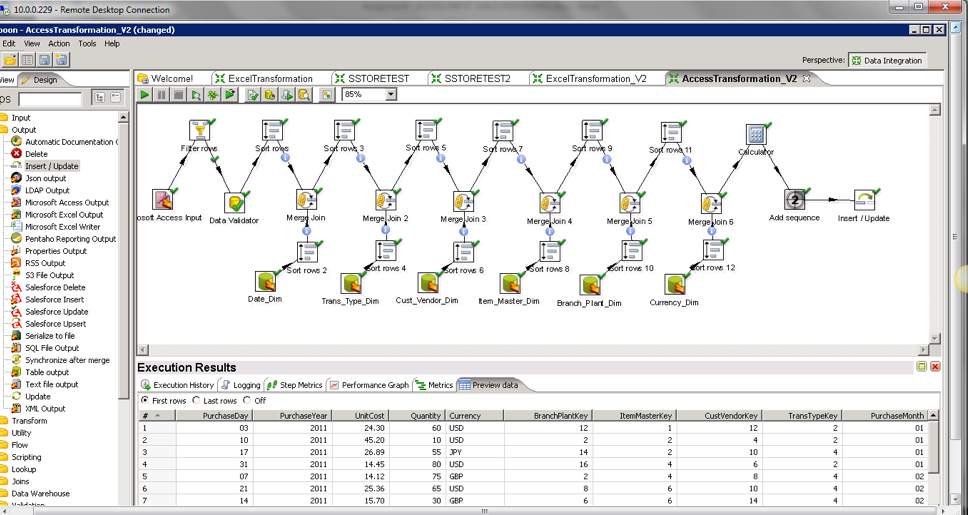 10.0.0.229 - Remote Desktop Connection
oon - AccessTransformation_V2 (changed)
Edit View Action Tools Help
Perspective: Data Integration
iew Design
Welcome! ExcelTransformation SSTORETEST SSTORETEST2 ExcelTransformation_V2 AccessTransformation_V2
ps
85%
Input
Output
Automatic Documentation O
Delete
Insert / Update
Json output
LDAP Output
Microsoft Access Output
Microsoft Excel Output
Microsoft Excel Writer
Pentaho Reporting Output
Properties Output
RSS Output
S3 File Output
Salesforce Delete
Salesforce Insert
Salesforce Update
Salesforce Upsert
Serialize to file
SQL File Output
Synchronize after merge
Table output
Text file output
Update
XML Output
Transform
Utility
Flow
Scripting
Lookup
Joins
Data Warehouse
Validation
Filter rows Sort rows Sort rows 3 Sort rows 5 Sort rows 7 Sort rows 9 Sort rows 11 Calculator
osoft Access Input Data Validator Merge Join Merge Join 2 Merge Join 3 Merge Join 4 Merge Join 5 Merge Join 6 Add sequence Insert / Update
Sort rows 2 Sort rows 4 Sort rows 6 Sort rows 8 Sort rows 10 Sort rows 12
Date_Dim Trans_Type_Dim Cust_Vendor_Dim Item_Master_Dim Branch_Plant_Dim Currency_Dim
Execution Results
Execution History Logging Step Metrics Performance Graph Metrics Preview data
First rows Last rows Off
# PurchaseDay PurchaseYear UnitCost Quantity Currency BranchPlantKey ItemMasterKey CustVendorKey TransTypeKey PurchaseMonth
1 03 2011 24.30 60 USD 12 1 12 2 01
2 10 2011 45.20 10 USD 2 2 4 2 01
3 17 2011 26.89 55 JPY 14 2 10 4 01
4 31 2011 14.45 80 USD 16 4 6 2 01
5 07 2011 14.12 75 GBP 2 4 8 4 02
6 21 2011 25.36 65 USD 8 6 10 4 02
7 14 2011 15.70 30 GBP 6 6 14 4 02